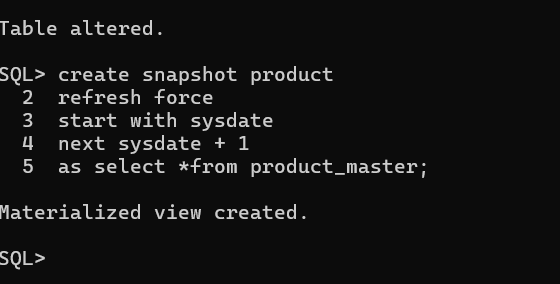 Table altered.
SQL> create snapshot product
  2  refresh force
  3  start with sysdate
  4  next sysdate + 1
  5  as select *from product_master;
Materialized view created.
SQL>